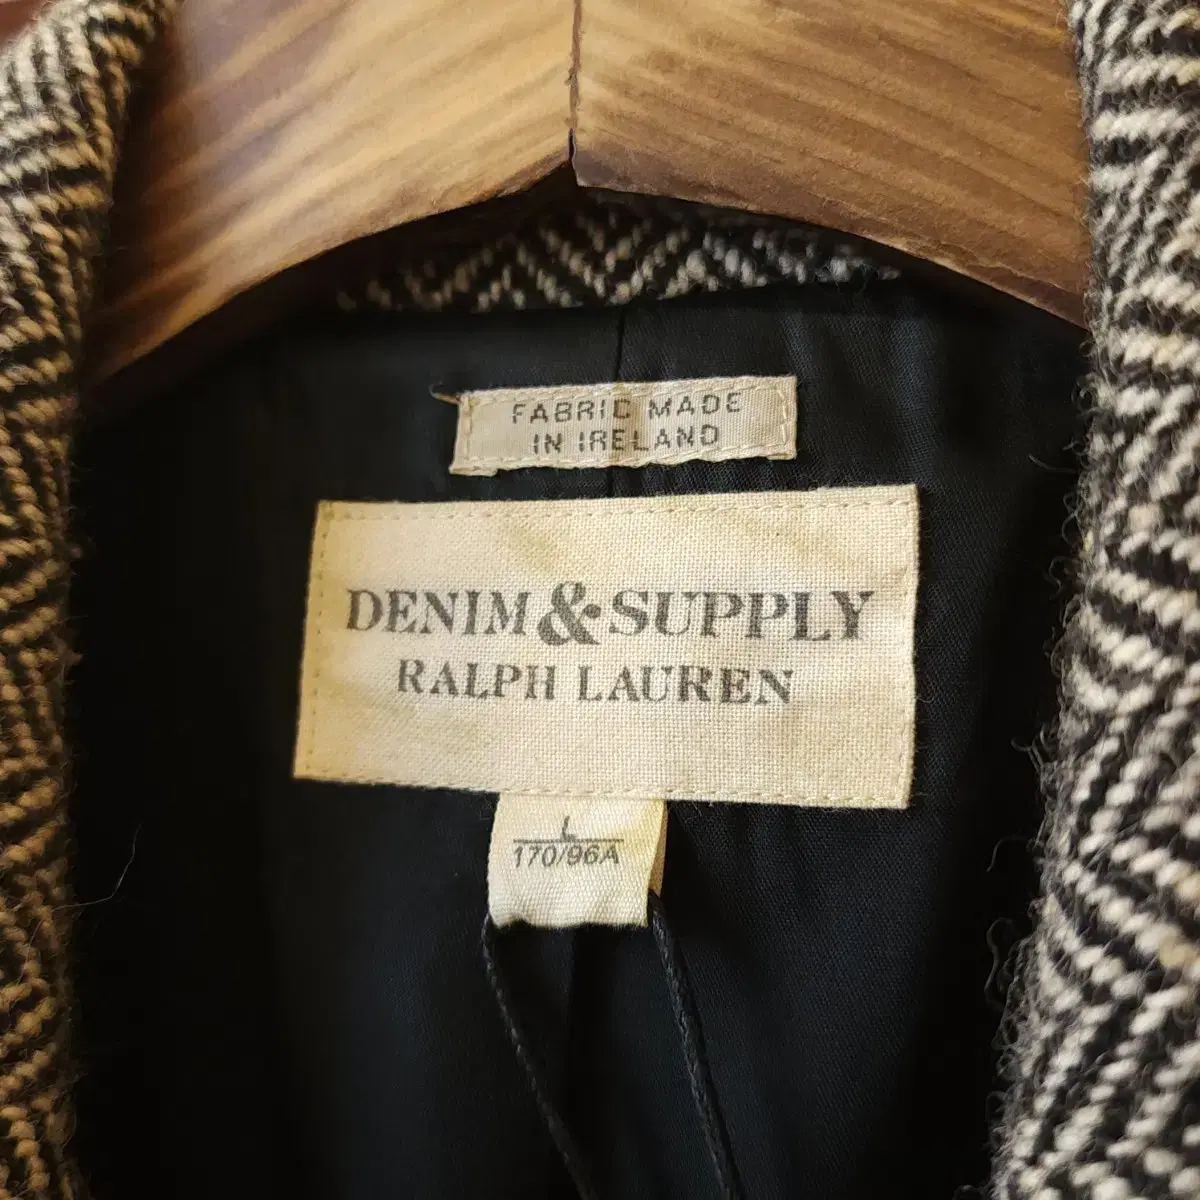 FABRIC MADE
IN IRELAND
DENIM & SUPPLY
RALPH LAUREN
L
170/96A